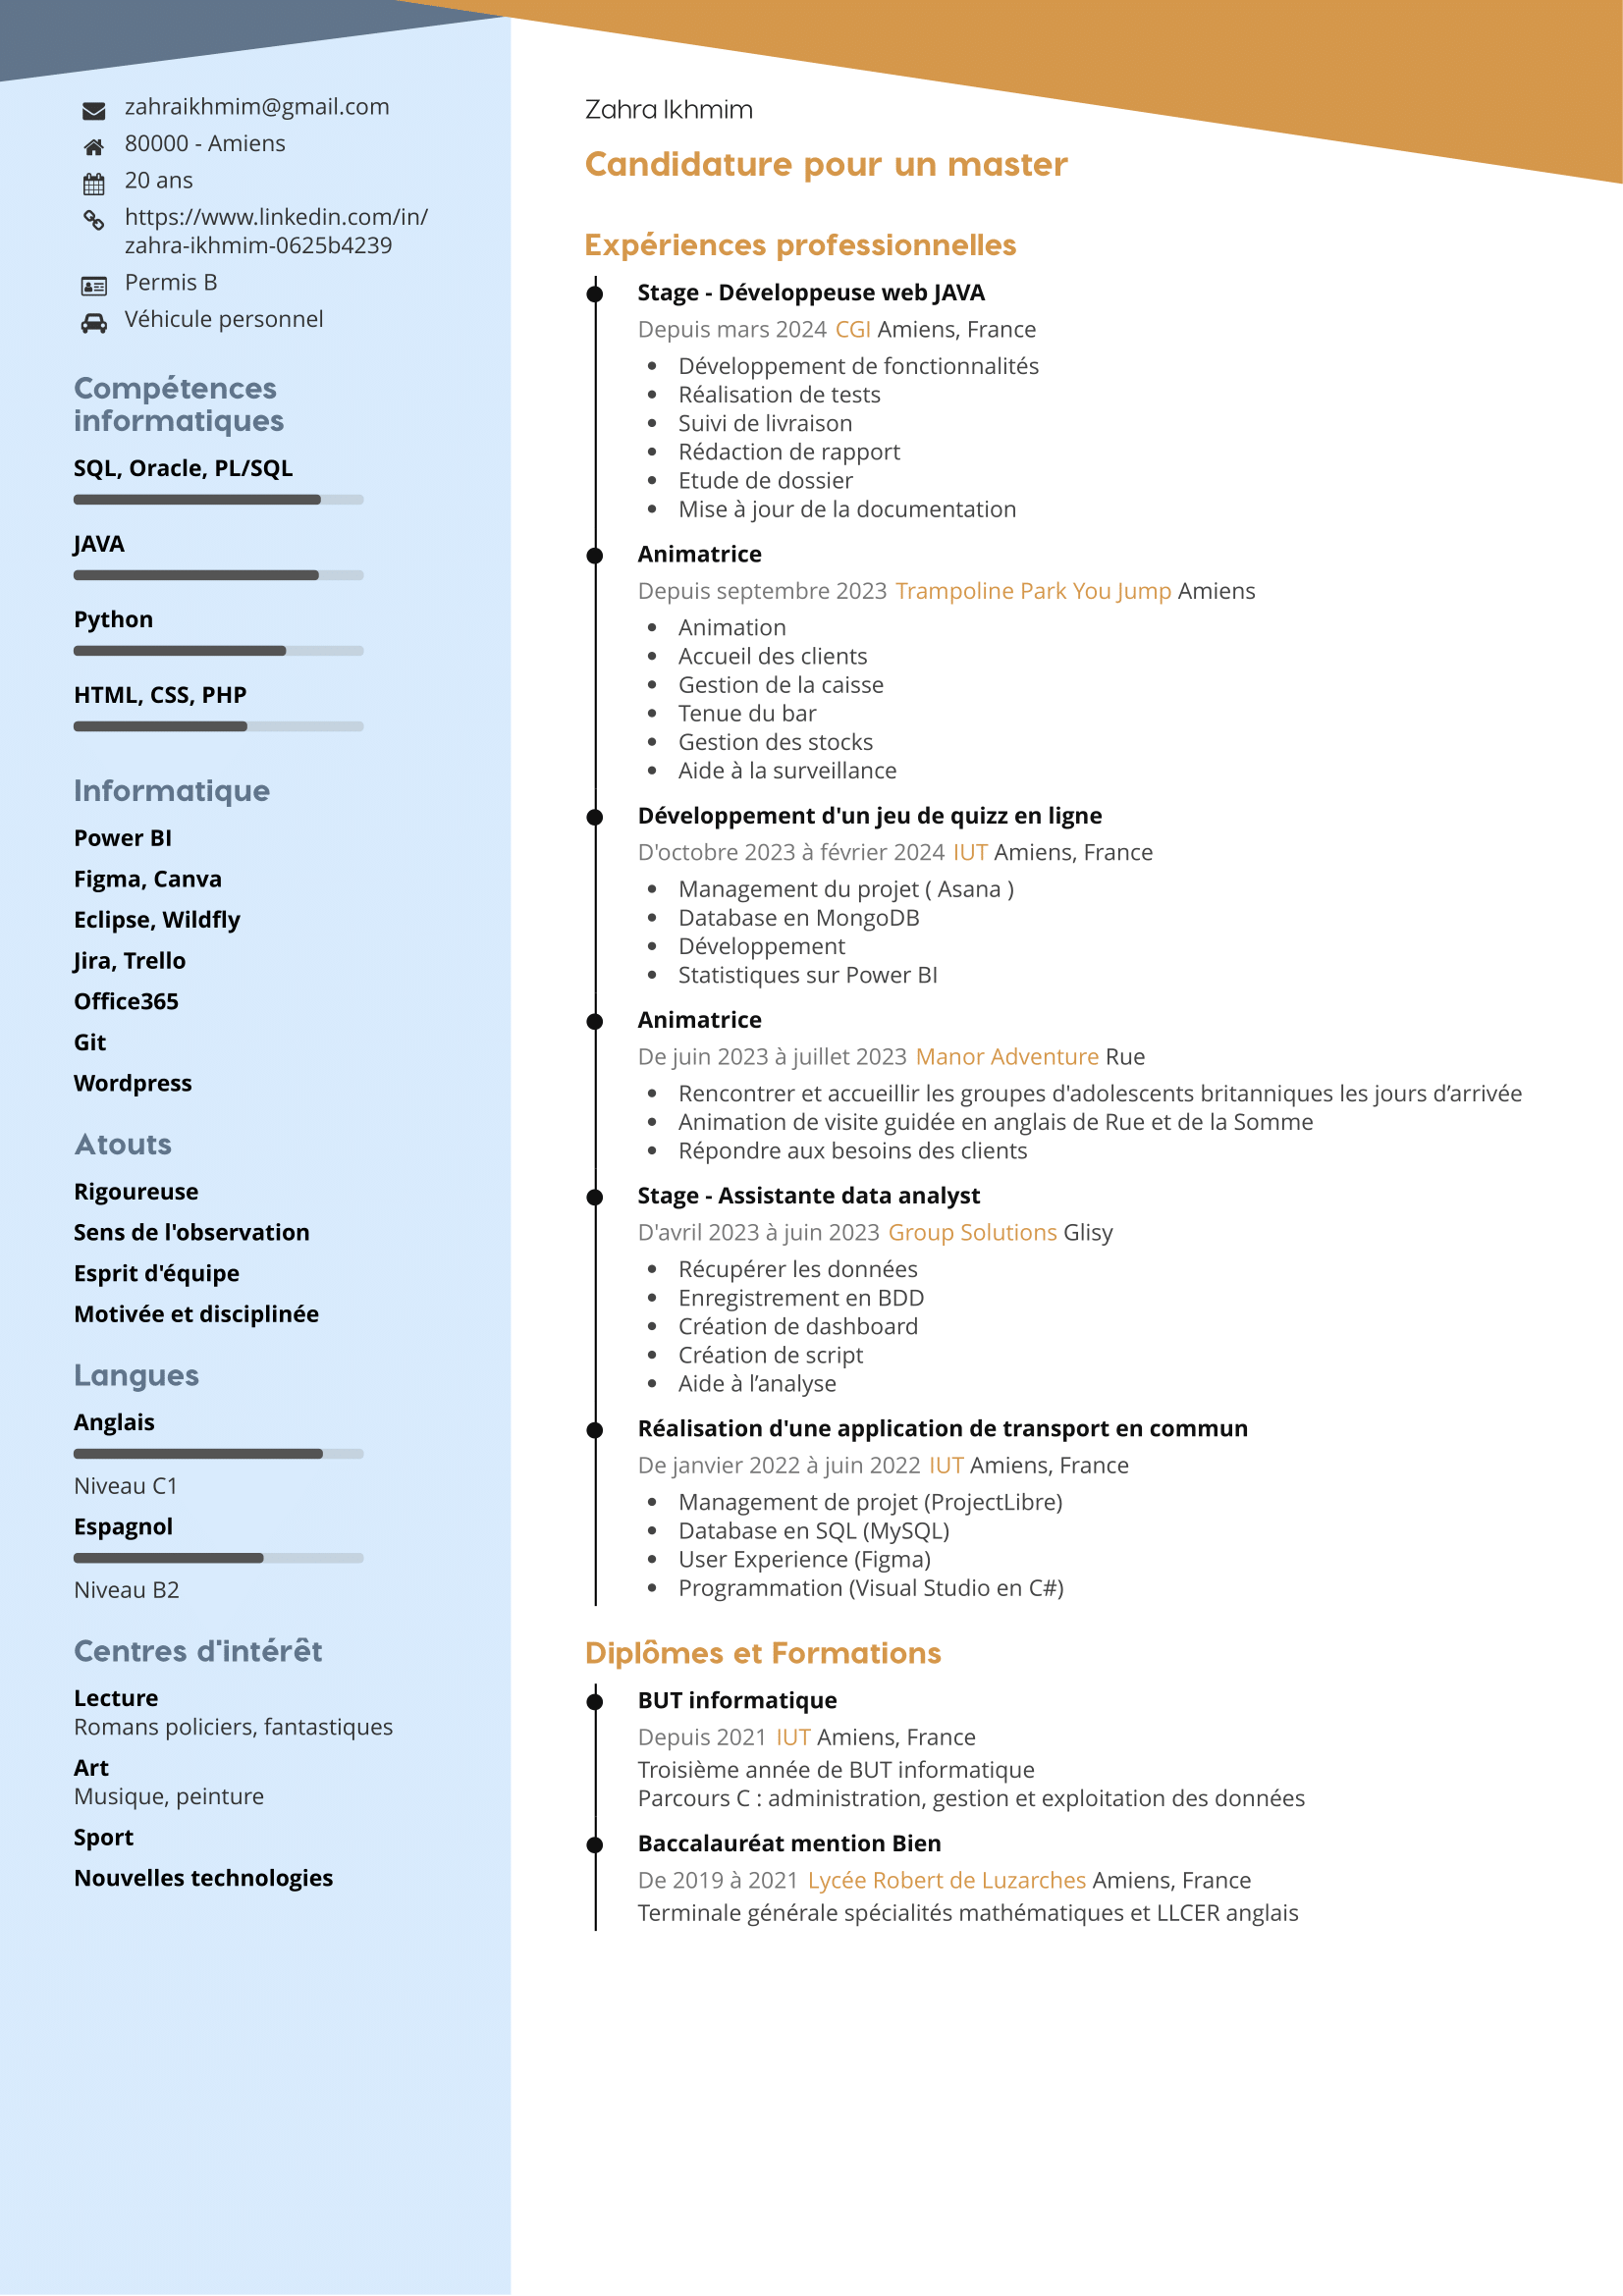 zahraikhmim@gmail.com
80000 - Amiens
20 ans
https://www.linkedin.com/in/
zahra-ikhmim-0625b4239
Permis B
Véhicule personnel
Compétences
informatiques
SQL, Oracle, PL/SQL
JAVA
Python
HTML, CSS, PHP
Informatique
Power BI
Figma, Canva
Eclipse, Wildfly
Jira, Trello
Office365
Git
Wordpress
Atouts
Rigoureuse
Sens de l'observation
Esprit d'équipe
Motivée et disciplinée
Langues
Anglais
Niveau C1
Espagnol
Niveau B2
Centres d'intérêt
Lecture
Romans policiers, fantastiques
Art
Musique, peinture
Sport
Nouvelles technologies
Zahra Ikhmim
Candidature pour un master
Expériences professionnelles
Stage - Développeuse web JAVA
Depuis mars 2024 CGI Amiens, France
• Développement de fonctionnalités
• Réalisation de tests
• Suivi de livraison
• Rédaction de rapport
• Etude de dossier
• Mise à jour de la documentation
Animatrice
Depuis septembre 2023 Trampoline Park You Jump Amiens
• Animation
• Accueil des clients
• Gestion de la caisse
• Tenue du bar
• Gestion des stocks
• Aide à la surveillance
Développement d'un jeu de quizz en ligne
D'octobre 2023 à février 2024 IUT Amiens, France
• Management du projet ( Asana )
• Database en MongoDB
• Développement
• Statistiques sur Power BI
Animatrice
De juin 2023 à juillet 2023 Manor Adventure Rue
• Rencontrer et accueillir les groupes d'adolescents britanniques les jours d’arrivée
• Animation de visite guidée en anglais de Rue et de la Somme
• Répondre aux besoins des clients
Stage - Assistante data analyst
D'avril 2023 à juin 2023 Group Solutions Glisy
• Récupérer les données
• Enregistrement en BDD
• Création de dashboard
• Création de script
• Aide à l’analyse
Réalisation d'une application de transport en commun
De janvier 2022 à juin 2022 IUT Amiens, France
• Management de projet (ProjectLibre)
• Database en SQL (MySQL)
• User Experience (Figma)
• Programmation (Visual Studio en C#)
Diplômes et Formations
BUT informatique
Depuis 2021 IUT Amiens, France
Troisième année de BUT informatique
Parcours C : administration, gestion et exploitation des données
Baccalauréat mention Bien
De 2019 à 2021 Lycée Robert de Luzarches Amiens, France
Terminale générale spécialités mathématiques et LLCER anglais